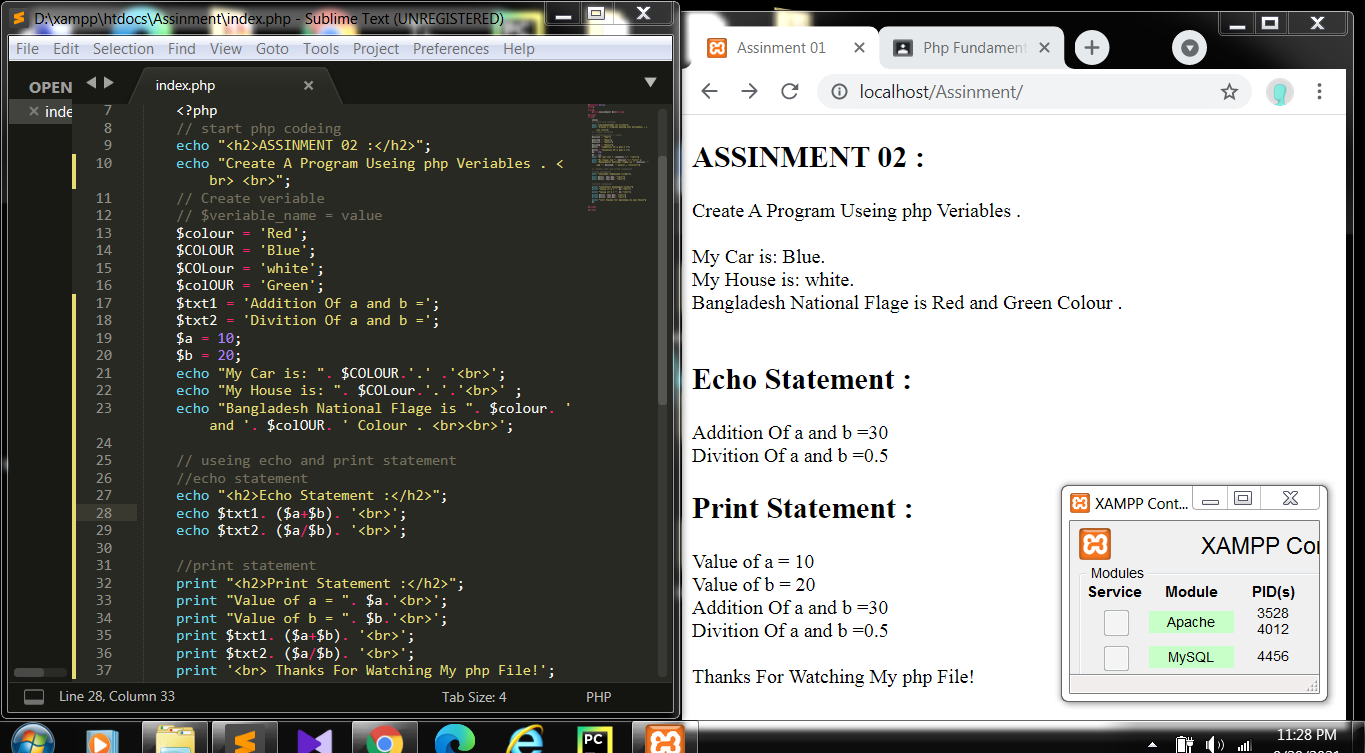 D:\xampp\htdocs\Assinment\index.php - Sublime Text (UNREGISTERED)
File Edit Selection Find View Goto Tools Project Preferences Help
OPEN
inde
index.php
7 <?php
8 // start php codeing
9 echo "<h2>ASSINMENT 02 :</h2>";
10 echo "Create A Program Useing php Veriables . <
br> <br>";
11 // Create veriable
12 // $veriable_name = value
13 $colour = 'Red';
14 $COLOUR = 'Blue';
15 $COLour = 'white';
16 $colOUR = 'Green';
17 $txt1 = 'Addition Of a and b =';
18 $txt2 = 'Divition Of a and b =';
19 $a = 10;
20 $b = 20;
21 echo "My Car is: ". $COLOUR.'.' .'<br>';
22 echo "My House is: ". $COLour.'.'.'<br>' ;
23 echo "Bangladesh National Flage is ". $colour. '
and '. $colOUR. ' Colour . <br><br>';
24
25 // useing echo and print statement
26 //echo statement
27 echo "<h2>Echo Statement :</h2>";
28 echo $txt1. ($a+$b). '<br>';
29 echo $txt2. ($a/$b). '<br>';
30
31 //print statement
32 print "<h2>Print Statement :</h2>";
33 print "Value of a = ". $a.'<br>';
34 print "Value of b = ". $b.'<br>';
35 print $txt1. ($a+$b). '<br>';
36 print $txt2. ($a/$b). '<br>';
37 print '<br> Thanks For Watching My php File!';
Line 28, Column 33
Tab Size: 4
PHP
Assinment 01
Php Fundament
localhost/Assinment/
ASSINMENT 02 :
Create A Program Useing php Veriables .
My Car is: Blue.
My House is: white.
Bangladesh National Flage is Red and Green Colour .
Echo Statement :
Addition Of a and b =30
Divition Of a and b =0.5
Print Statement :
Value of a = 10
Value of b = 20
Addition Of a and b =30
Divition Of a and b =0.5
Thanks For Watching My php File!
XAMPP Cont...
XAMPP Co
Modules
Service Module PID(s)
Apache 3528
4012
MySQL 4456
PC
11:28 PM